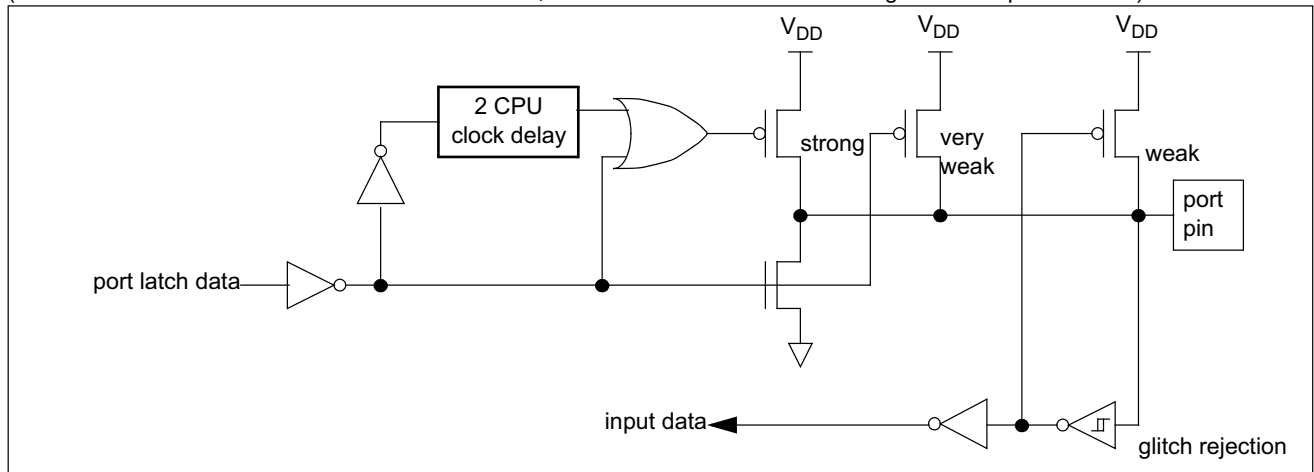 V_DD V_DD V_DD
2 CPU
clock delay
strong
very
weak
weak
port
pin
port latch data
input data
glitch rejection